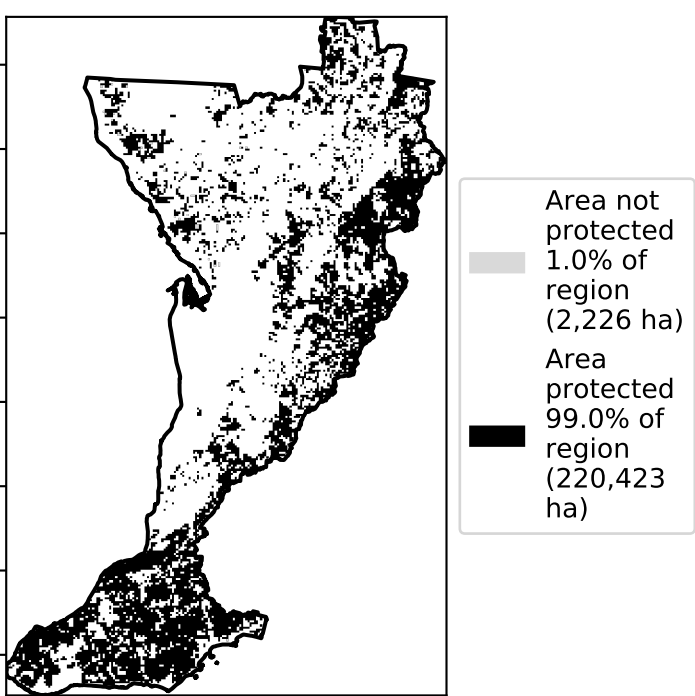 Area not
protected
1.0% of
region
(2,226 ha)
Area
protected
99.0% of
region
(220,423
ha)